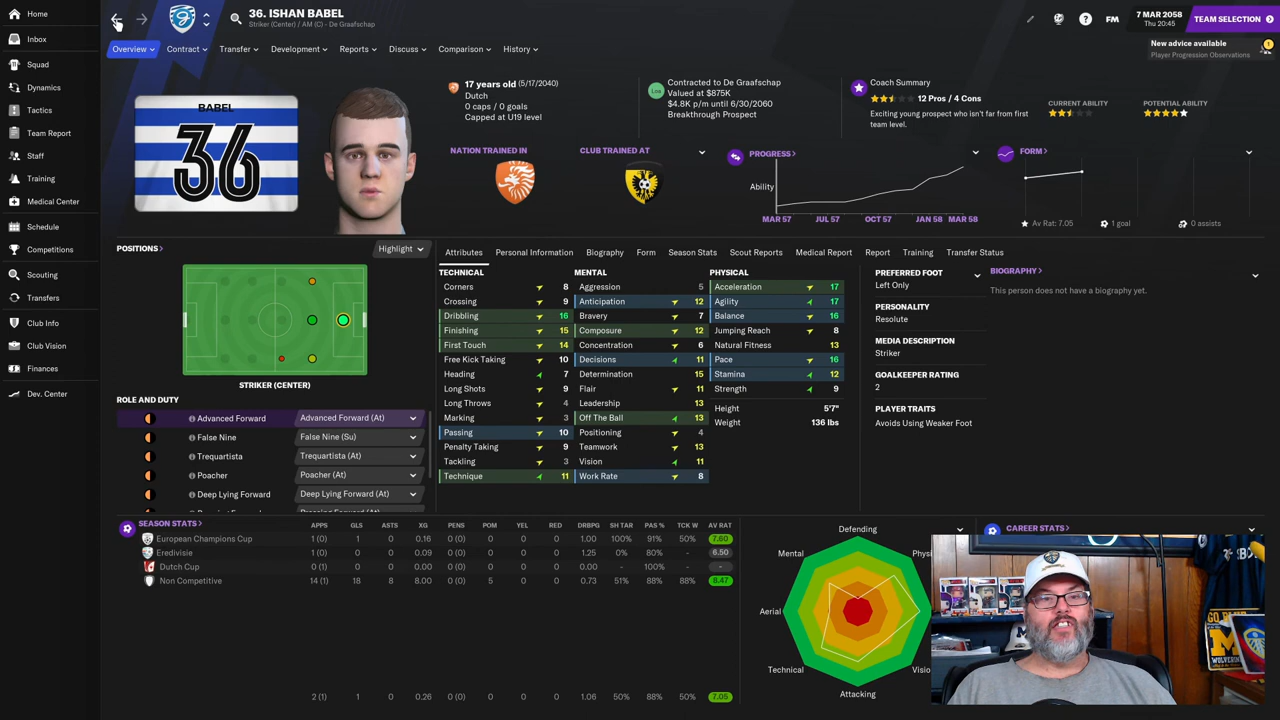 Home
Inbox
Squad
Dynamics
Tactics
Team Report
Staff
Training
Medical Center
Schedule
Competitions
Scouting
Transfers
Club Info
Club Vision
Finances
Dev. Center
36. ISHAN BABEL
Striker (Center) / AM (C) - De Graafschap
FM
7 MAR 2058
Thu 20:45
TEAM SELECTION
Overview Contract Transfer Development Reports Discuss Comparison History
New advice available
Player Progression Observations
BABEL
36
17 years old (5/17/2040)
Dutch
0 caps / 0 goals
Capped at U19 level
Contracted to De Graafschap
Valued at $875K
$4.8K p/m until 6/30/2060
Breakthrough Prospect
Coach Summary
12 Pros / 4 Cons
Exciting young prospect who isn't far from first
team level.
CURRENT ABILITY
POTENTIAL ABILITY
NATION TRAINED IN
CLUB TRAINED AT
PROGRESS
Ability
MAR 57 JUL 57 OCT 57 JAN 58 MAR 58
FORM
Av Rat: 7.05 1 goal 0 assists
POSITIONS
Highlight
STRIKER (CENTER)
ROLE AND DUTY
Advanced Forward Advanced Forward (At)
False Nine False Nine (Su)
Trequartista Trequartista (At)
Poacher Poacher (At)
Deep Lying Forward Deep Lying Forward (At)
Attributes Personal Information Biography Form Season Stats Scout Reports Medical Report Report Training Transfer Status
TECHNICAL
Corners 8
Crossing 9
Dribbling 16
Finishing 15
First Touch 14
Free Kick Taking 10
Heading 7
Long Shots 9
Long Throws 4
Marking 3
Passing 10
Penalty Taking 9
Tackling 3
Technique 11
MENTAL
Aggression 5
Anticipation 12
Bravery 7
Composure 12
Concentration 6
Decisions 11
Determination 15
Flair 11
Leadership 13
Off The Ball 13
Positioning 4
Teamwork 13
Vision 11
Work Rate 8
PHYSICAL
Acceleration 17
Agility 17
Balance 16
Jumping Reach 8
Natural Fitness 13
Pace 16
Stamina 12
Strength 9
Height 5'7"
Weight 136 lbs
PREFERRED FOOT
Left Only
PERSONALITY
Resolute
MEDIA DESCRIPTION
Striker
GOALKEEPER RATING
2
PLAYER TRAITS
Avoids Using Weaker Foot
BIOGRAPHY
This person does not have a biography yet.
SEASON STATS APPS GLS ASTS XG PENS POM YEL RED DRBPG SH TAR PAS % TCK W AV RAT
European Champions Cup 1 (0) 1 0 0.16 0 (0) 0 0 0 1.00 100% 91% 50% 7.60
Eredivisie 1 (0) 0 0 0.09 0 (0) 0 0 0 1.25 0% 80% - 6.50
Dutch Cup 0 (1) 0 0 0.00 0 (0) 0 0 0 0.00 - 100% - -
Non Competitive 14 (1) 18 8 8.00 0 (0) 5 0 0 0.73 51% 88% 88% 8.47
2 (1) 1 0 0.26 0 (0) 0 0 0 1.06 50% 88% 50% 7.05
Defending
Mental
Aerial
Technical
Attacking
CAREER STATS